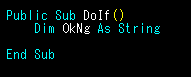 Public Sub DoIf()
    Dim OkNg As String
End Sub